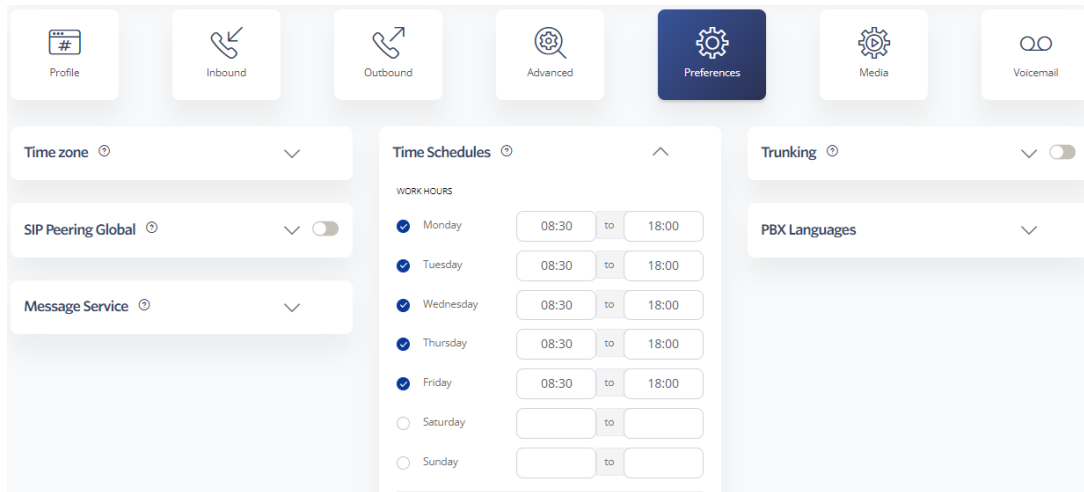 #
Profile
Inbound
Outbound
Advanced
Preferences
Media
Voicemail
Time zone ?
SIP Peering Global ?
Message Service ?
Time Schedules ?
WORK HOURS
Monday 08:30 to 18:00
Tuesday 08:30 to 18:00
Wednesday 08:30 to 18:00
Thursday 08:30 to 18:00
Friday 08:30 to 18:00
Saturday to
Sunday to
Trunking ?
PBX Languages